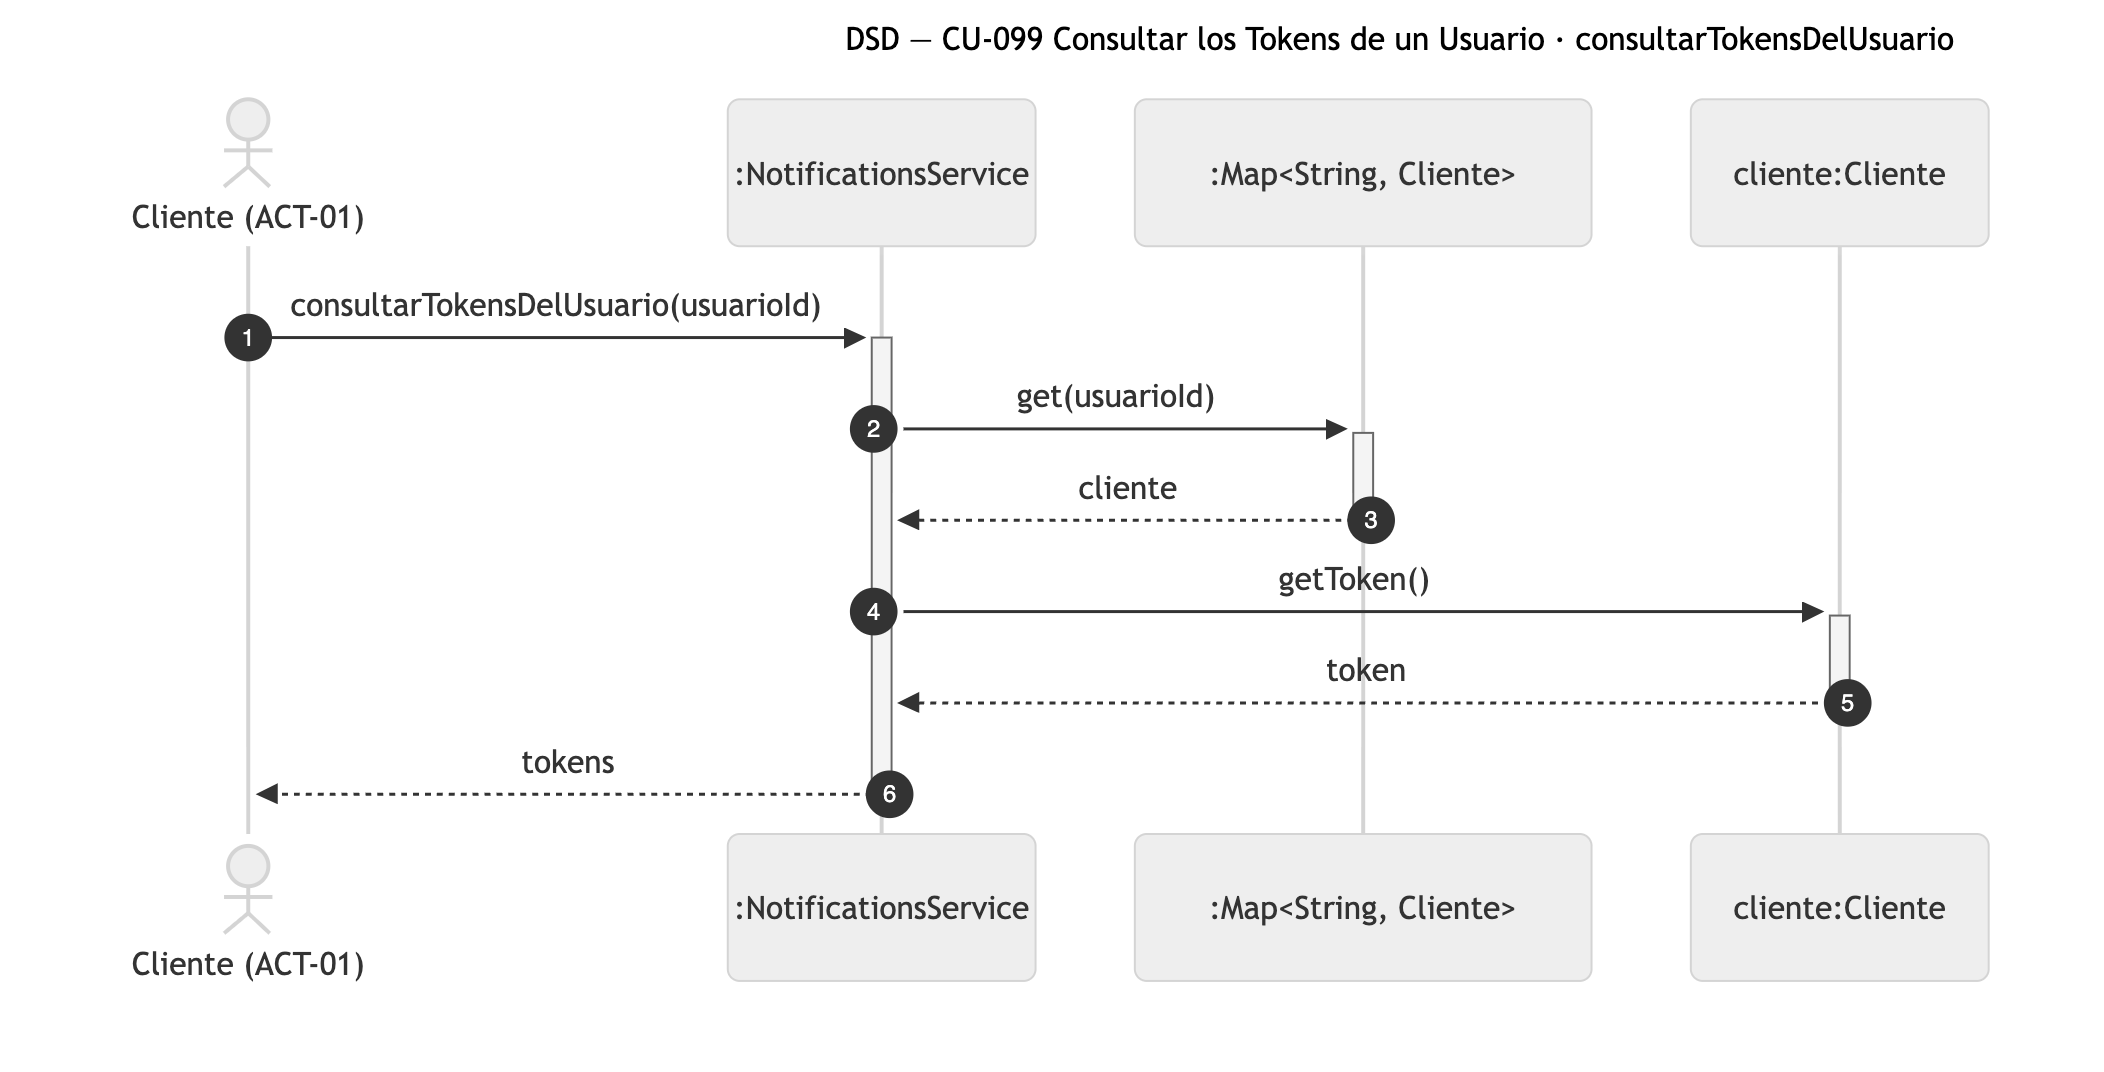 DSD — CU-099 Consultar los Tokens de un Usuario · consultarTokensDelUsuario
Cliente (ACT-01)
:NotificationsService
:Map<String, Cliente>
cliente:Cliente
consultarTokensDelUsuario(usuarioId)
1
get(usuarioId)
2
cliente
3
getToken()
4
token
5
tokens
6
Cliente (ACT-01)
:NotificationsService
:Map<String, Cliente>
cliente:Cliente